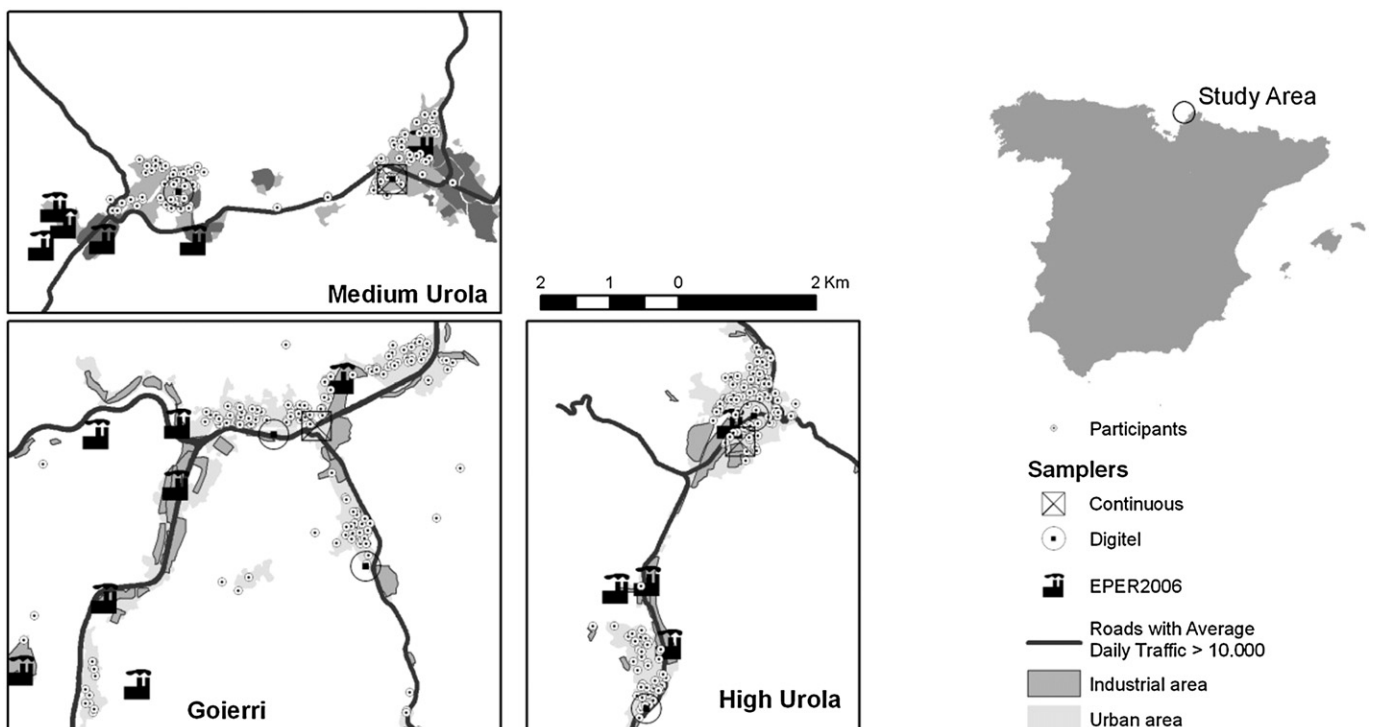 Study Area
Medium Urola
2 1 0 2 Km
Goierri
High Urola
Participants
Samplers
Continuous
Digitel
EPER2006
Roads with Average
Daily Traffic > 10.000
Industrial area
Urban area